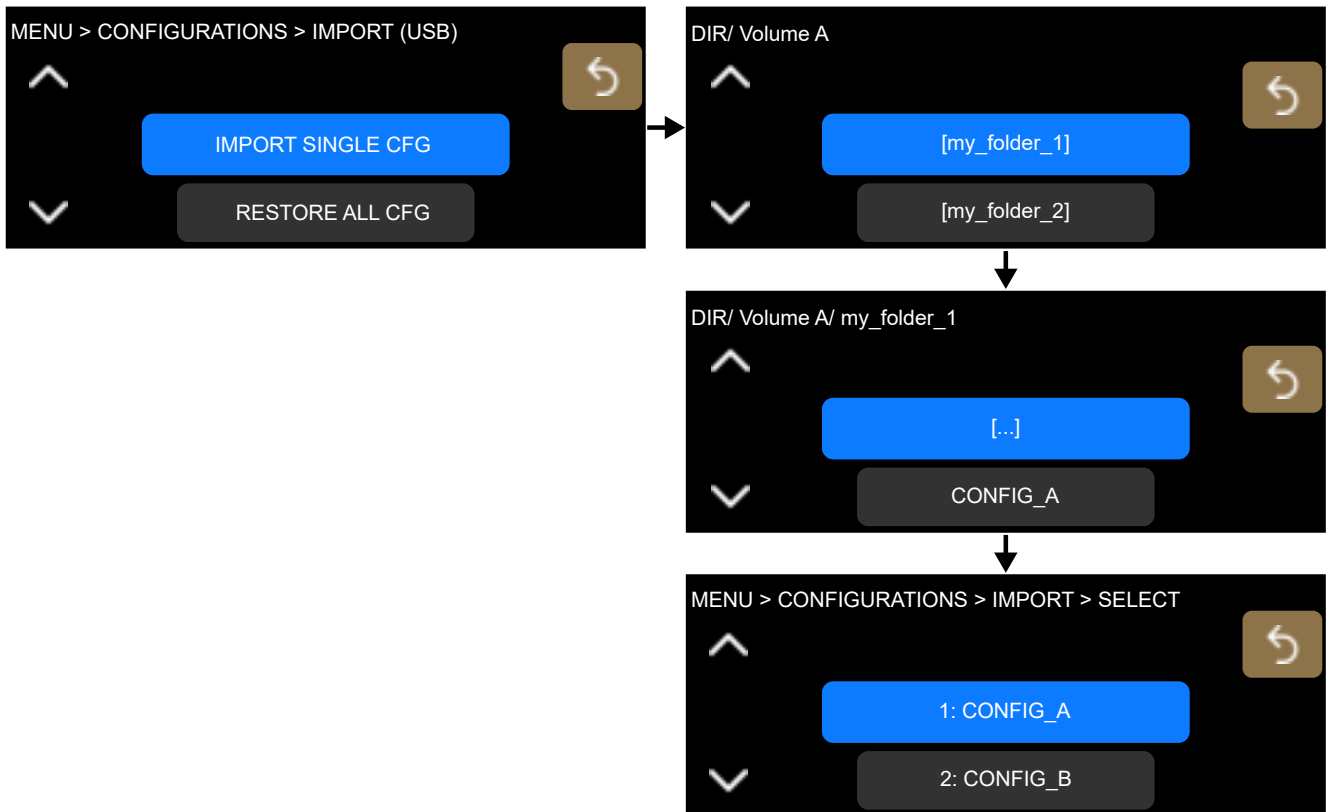 MENU > CONFIGURATIONS > IMPORT (USB)
IMPORT SINGLE CFG
RESTORE ALL CFG
DIR/ Volume A
[my_folder_1]
[my_folder_2]
DIR/ Volume A/ my_folder_1
[...]
CONFIG_A
MENU > CONFIGURATIONS > IMPORT > SELECT
1: CONFIG_A
2: CONFIG_B